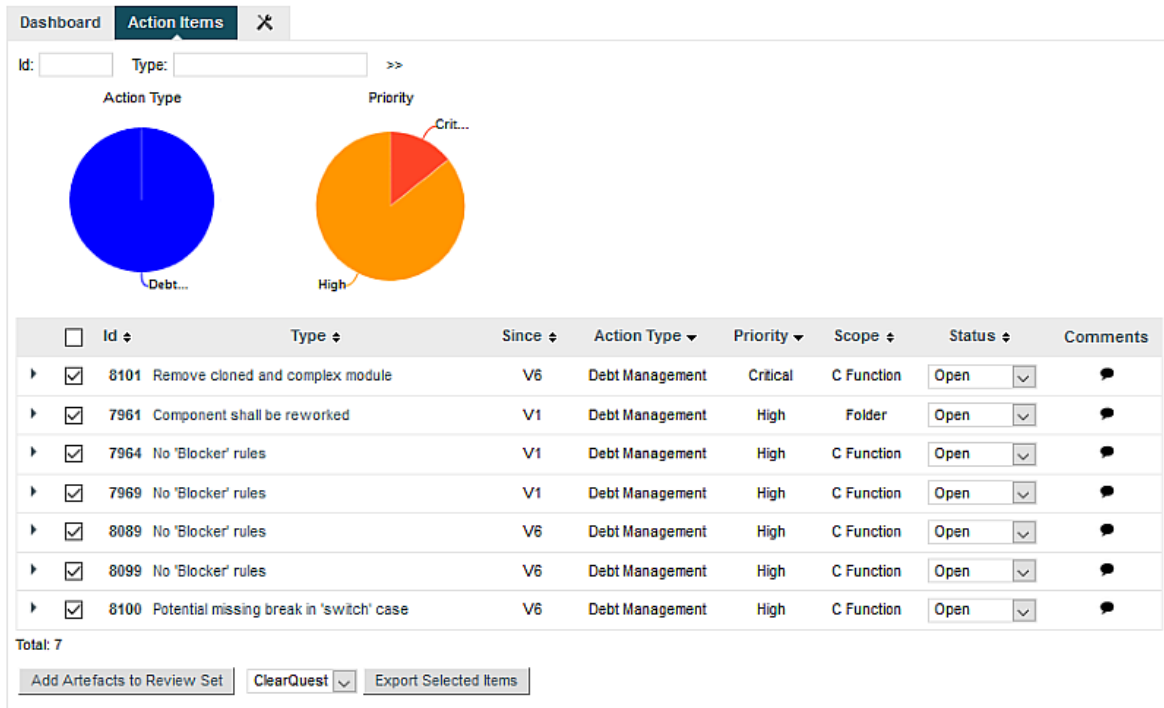 Dashboard Action Items
Id: Type: >>
Action Type Priority
Crit...
Debt... High
Id Type Since Action Type Priority Scope Status Comments
8101 Remove cloned and complex module V6 Debt Management Critical C Function Open
7961 Component shall be reworked V1 Debt Management High Folder Open
7964 No 'Blocker' rules V1 Debt Management High C Function Open
7969 No 'Blocker' rules V1 Debt Management High C Function Open
8089 No 'Blocker' rules V6 Debt Management High C Function Open
8099 No 'Blocker' rules V6 Debt Management High C Function Open
8100 Potential missing break in 'switch' case V6 Debt Management High C Function Open
Total: 7
Add Artefacts to Review Set ClearQuest Export Selected Items